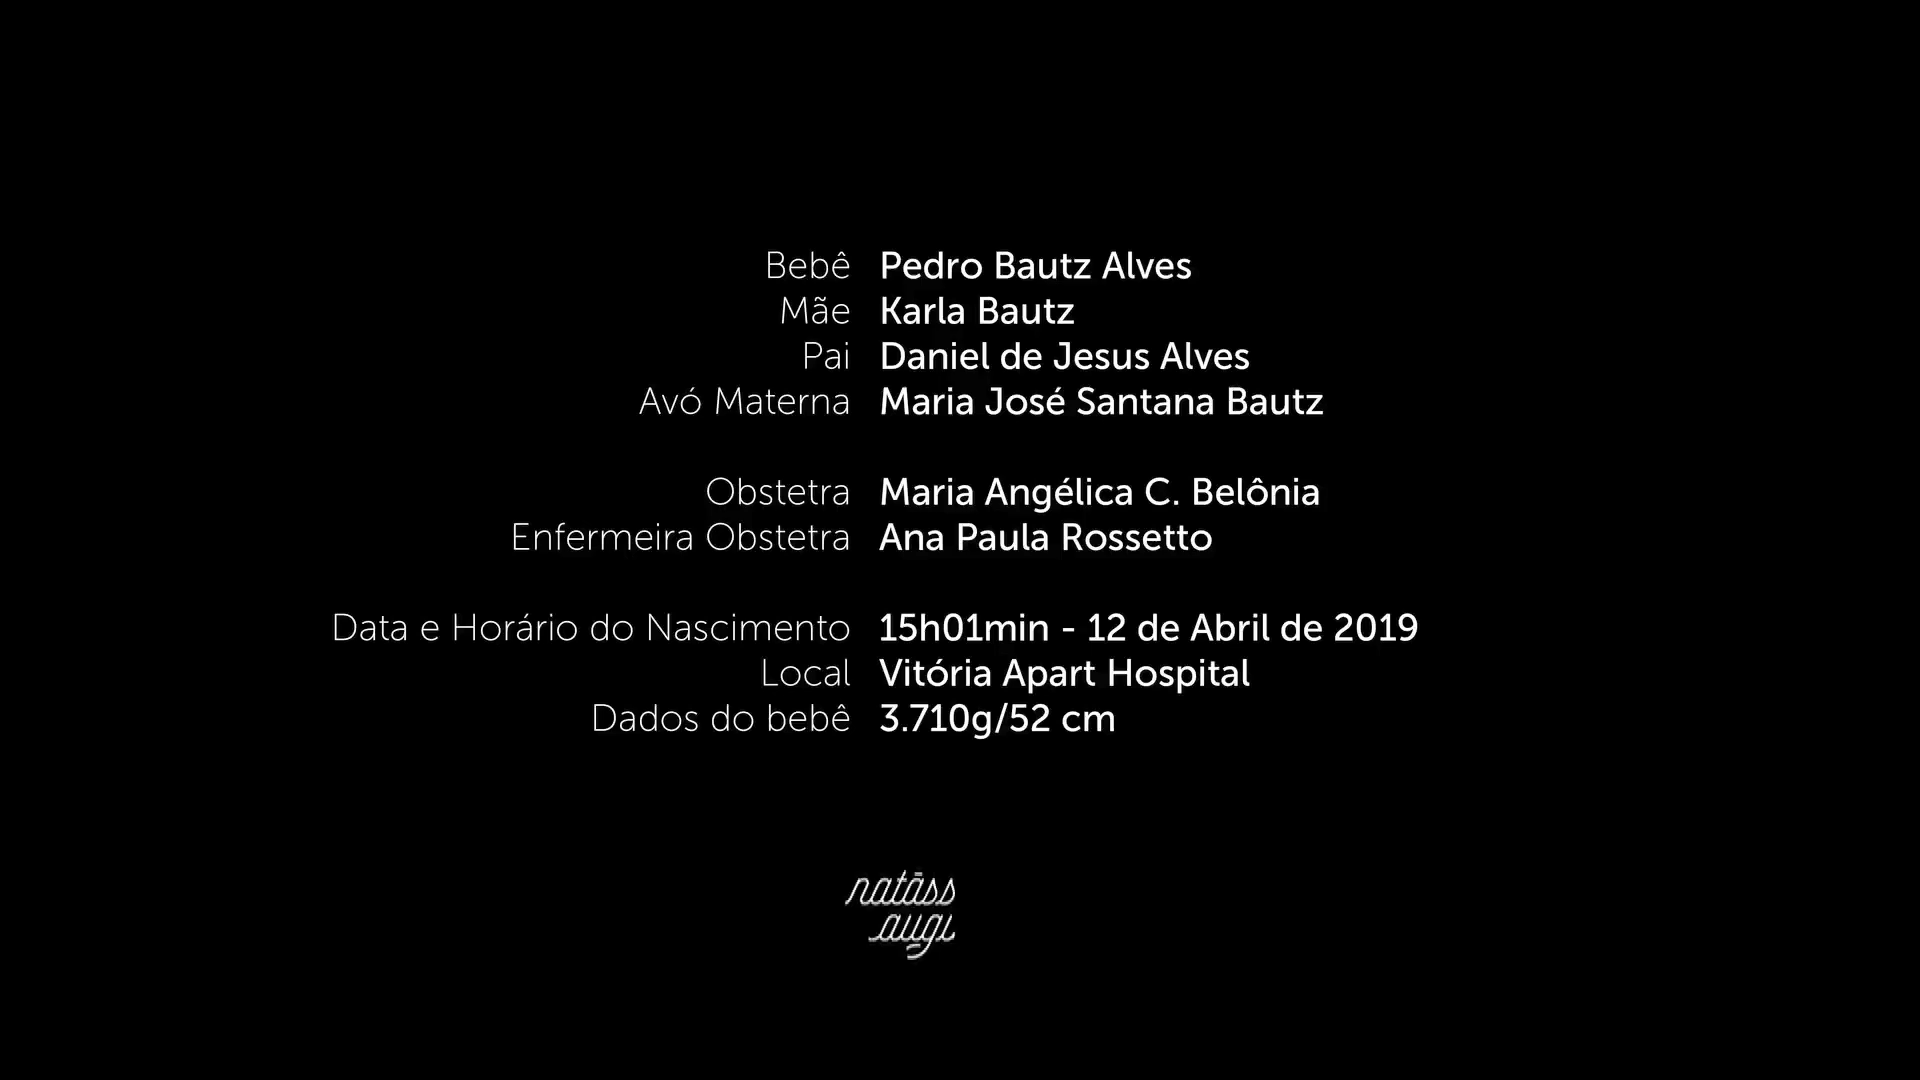 Bebê Pedro Bautz Alves
Mãe Karla Bautz
Pai Daniel de Jesus Alves
Avó Materna Maria José Santana Bautz
Obstetra Maria Angélica C. Belônia
Enfermeira Obstetra Ana Paula Rossetto
Data e Horário do Nascimento 15h01min - 12 de Abril de 2019
Local Vitória Apart Hospital
Dados do bebê 3.710g/52 cm
natáss
augi